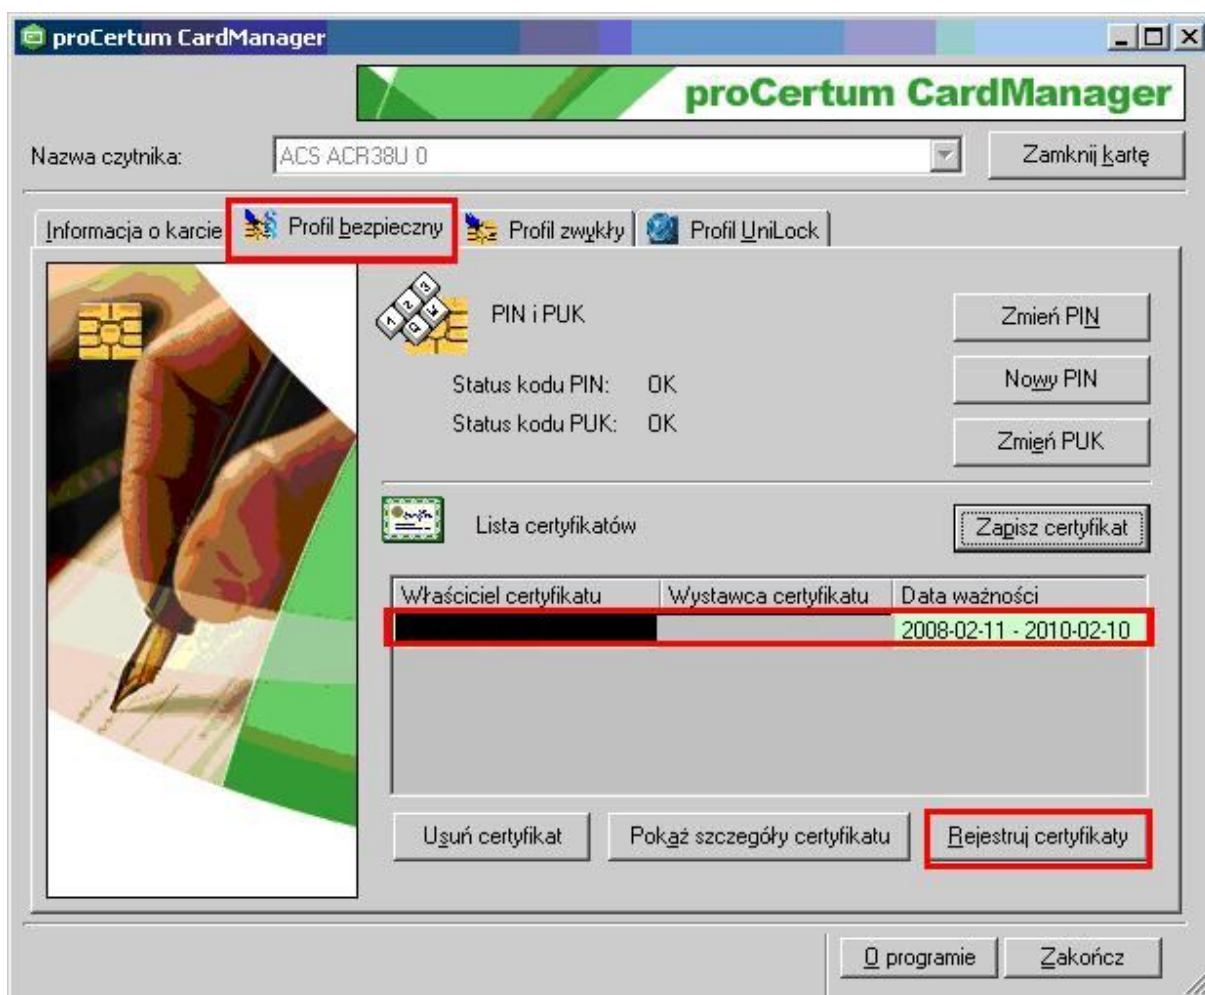 proCertum CardManager
proCertum CardManager
Nazwa czytnika: ACS ACR38U 0 Zamknij kartę
Informacja o karcie Profil bezpieczny Profil zwykły Profil UniLock
PIN i PUK Zmień PIN
Status kodu PIN: OK Nowy PIN
Status kodu PUK: OK Zmień PUK
Lista certyfikatów Zapisz certyfikat
Właściciel certyfikatu Wystawca certyfikatu Data ważności
2008-02-11 - 2010-02-10
Usuń certyfikat Pokaż szczegóły certyfikatu Rejestruj certyfikaty
O programie Zakończ